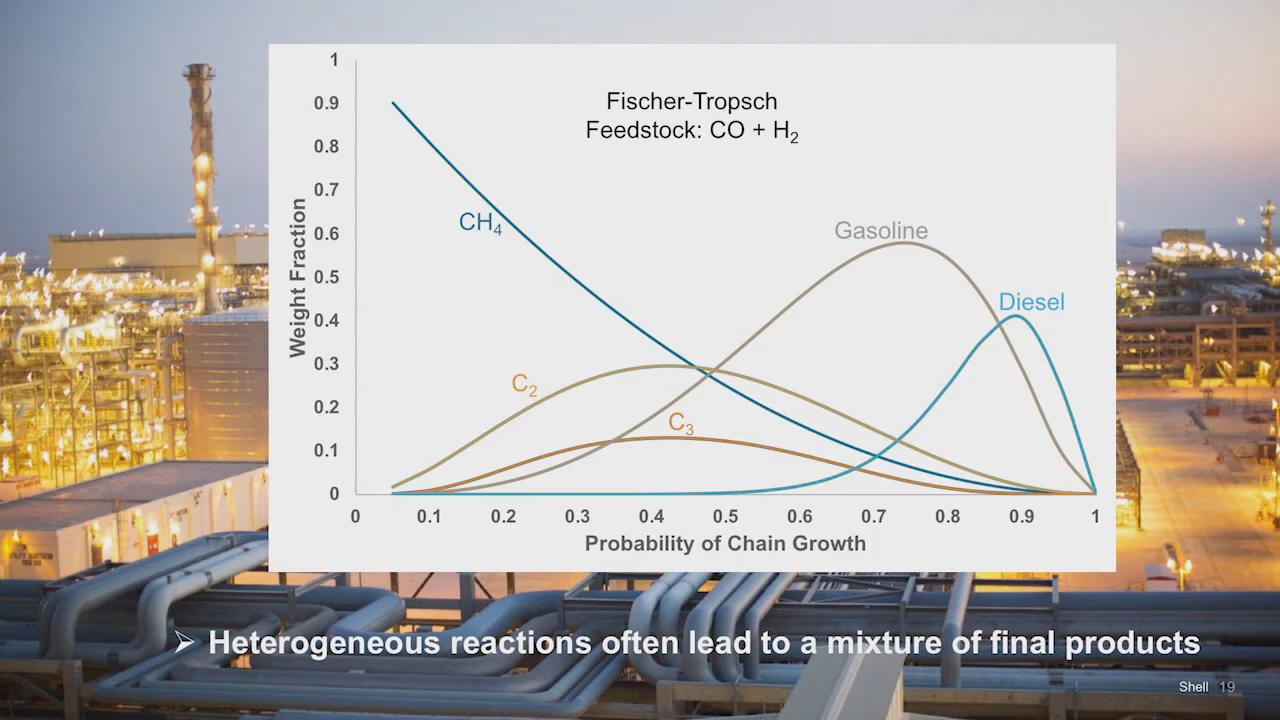 Fischer-Tropsch
Feedstock: CO + H₂
Weight Fraction
1
0.9
0.8
0.7
0.6
0.5
0.4
0.3
0.2
0.1
0
CH₄
Gasoline
Diesel
C₂
C₃
0 0.1 0.2 0.3 0.4 0.5 0.6 0.7 0.8 0.9 1
Probability of Chain Growth
➢ Heterogeneous reactions often lead to a mixture of final products
Shell 19